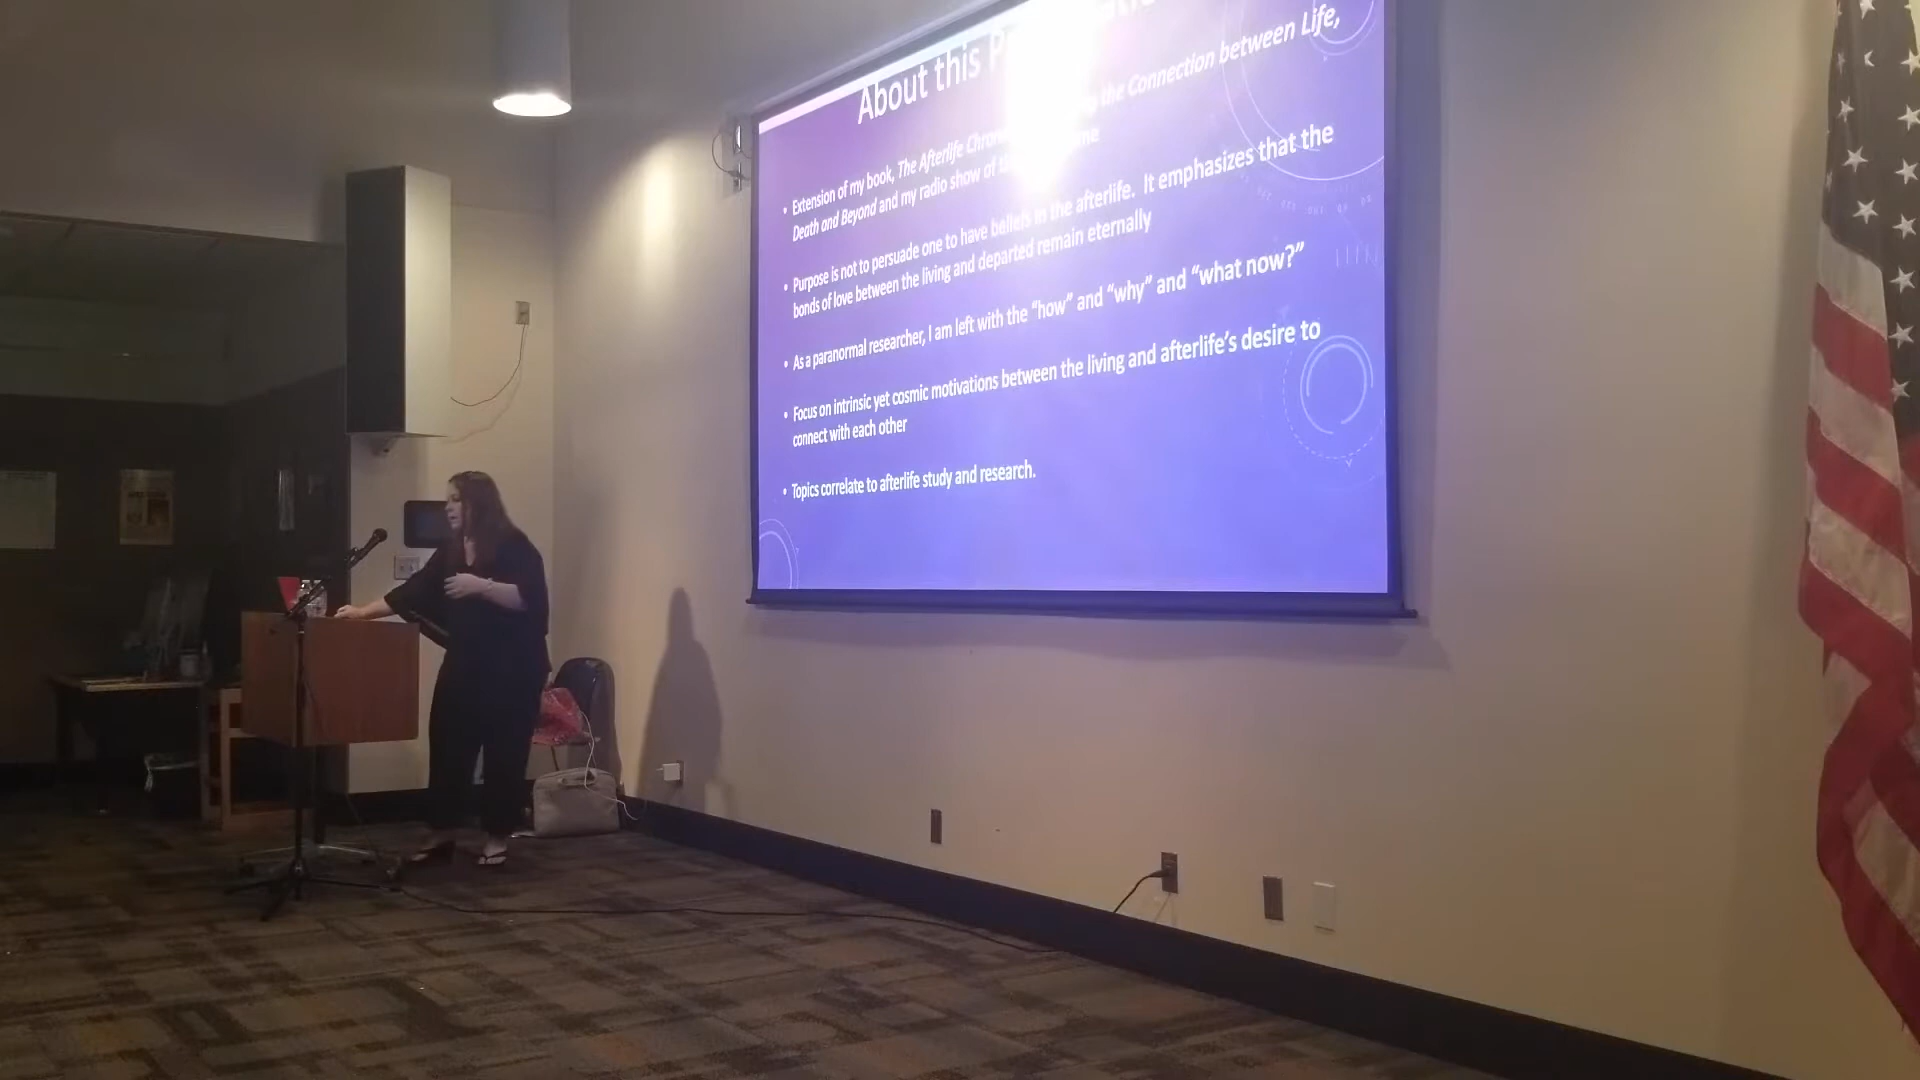 About this
• Extension of my book, The Afterlife the Connection between Life,
Death and Beyond and my radio show of
• Purpose is not to persuade one to have beliefs in the afterlife. It emphasizes that the
bonds of love between the living and departed remain eternally
• As a paranormal researcher, I am left with the “how” and “why” and “what now?”
• Focus on intrinsic yet cosmic motivations between the living and afterlife’s desire to
connect with each other
• Topics correlate to afterlife study and research.